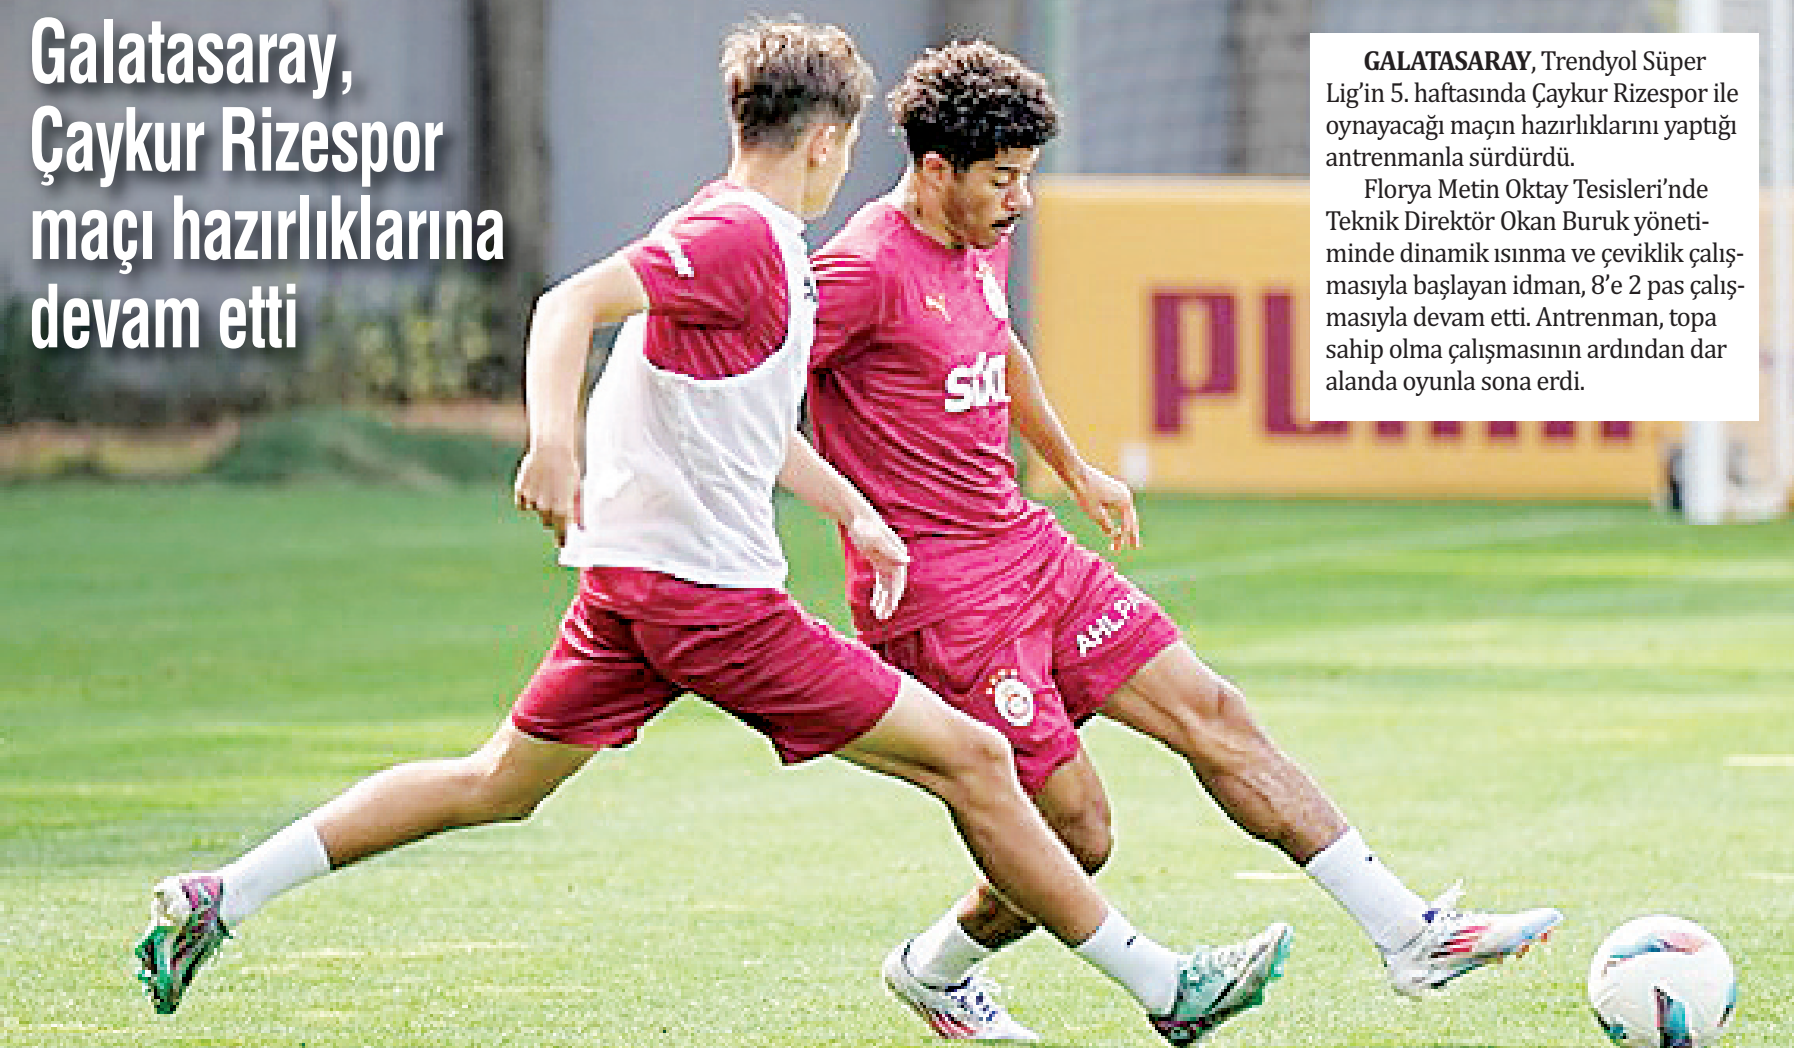 Galatasaray,
Çaykur Rizespor
maçı hazırlıklarına
devam etti
GALATASARAY, Trendyol Süper
Lig’in 5. haftasında Çaykur Rizespor ile
oynayacağı maçın hazırlıklarını yaptığı
antrenmanla sürdürdü.
Florya Metin Oktay Tesisleri’nde
Teknik Direktör Okan Buruk yöneti-
minde dinamik ısınma ve çeviklik çalış-
masıyla başlayan idman, 8’e 2 pas çalış-
masıyla devam etti. Antrenman, topa
sahip olma çalışmasının ardından dar
alanda oyunla sona erdi.